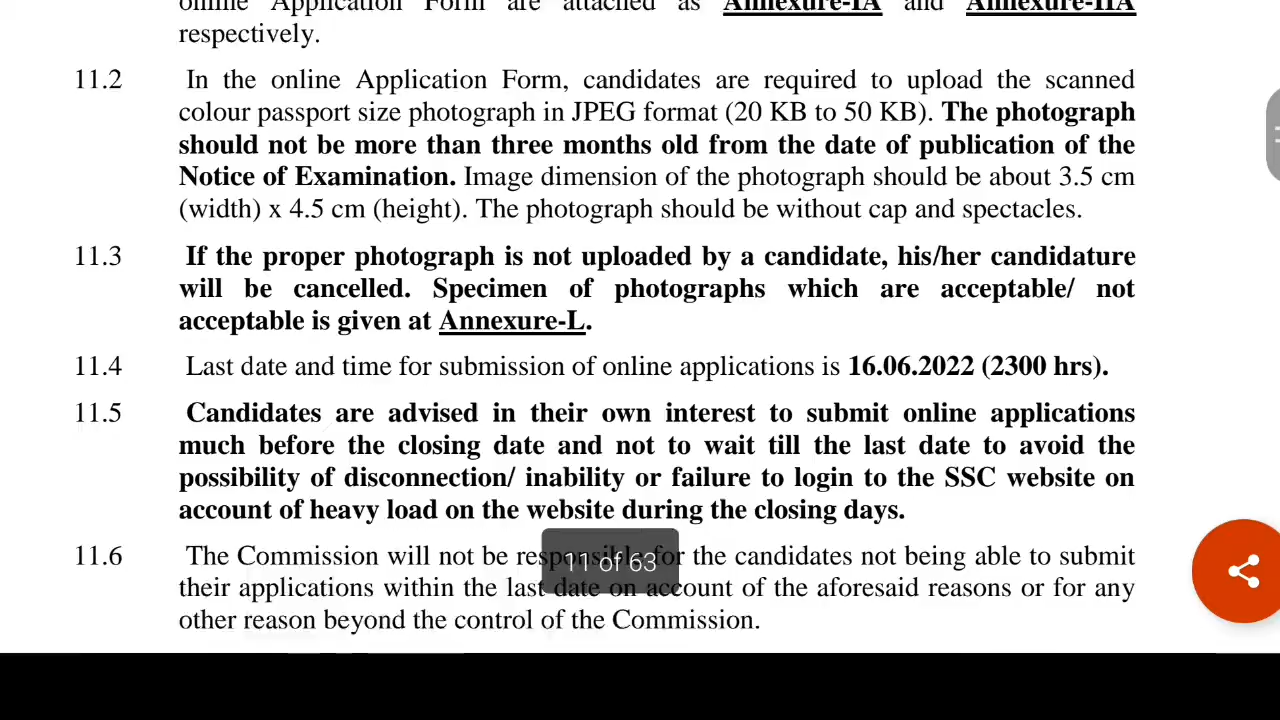 online Application Form are attached as Annexure-IA and Annexure-IIA
respectively.
11.2 In the online Application Form, candidates are required to upload the scanned
colour passport size photograph in JPEG format (20 KB to 50 KB). The photograph
should not be more than three months old from the date of publication of the
Notice of Examination. Image dimension of the photograph should be about 3.5 cm
(width) x 4.5 cm (height). The photograph should be without cap and spectacles.
11.3 If the proper photograph is not uploaded by a candidate, his/her candidature
will be cancelled. Specimen of photographs which are acceptable/ not
acceptable is given at Annexure-L.
11.4 Last date and time for submission of online applications is 16.06.2022 (2300 hrs).
11.5 Candidates are advised in their own interest to submit online applications
much before the closing date and not to wait till the last date to avoid the
possibility of disconnection/ inability or failure to login to the SSC website on
account of heavy load on the website during the closing days.
11.6 The Commission will not be responsible for the candidates not being able to submit
11 of 63
their applications within the last date on account of the aforesaid reasons or for any
other reason beyond the control of the Commission.